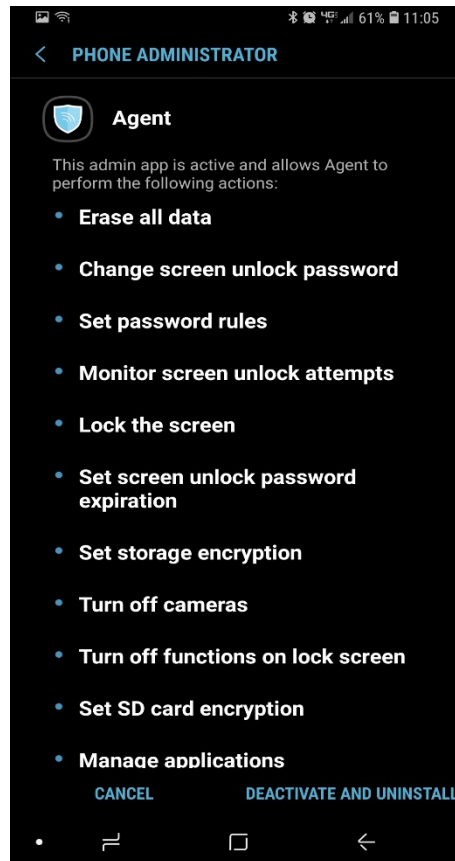 4G 61% 11:05
PHONE ADMINISTRATOR
Agent
This admin app is active and allows Agent to
perform the following actions:
• Erase all data
• Change screen unlock password
• Set password rules
• Monitor screen unlock attempts
• Lock the screen
• Set screen unlock password
expiration
• Set storage encryption
• Turn off cameras
• Turn off functions on lock screen
• Set SD card encryption
• Manage applications
CANCEL DEACTIVATE AND UNINSTALL